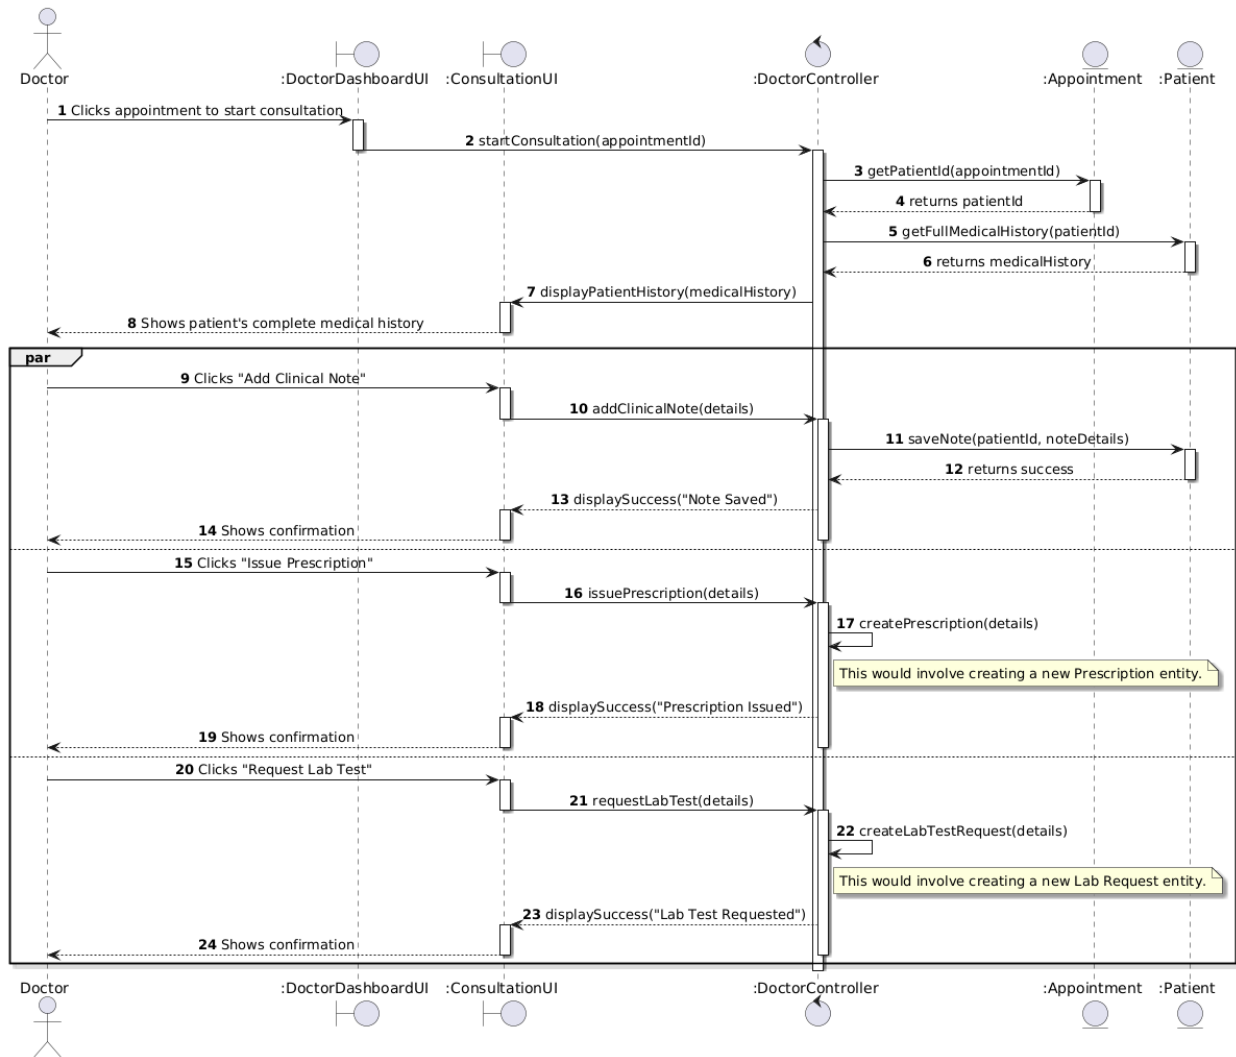 Doctor
:DoctorDashboardUI
:ConsultationUI
:DoctorController
:Appointment
:Patient
1 Clicks appointment to start consultation
2 startConsultation(appointmentId)
3 getPatientId(appointmentId)
4 returns patientId
5 getFullMedicalHistory(patientId)
6 returns medicalHistory
7 displayPatientHistory(medicalHistory)
8 Shows patient's complete medical history
par
9 Clicks "Add Clinical Note"
10 addClinicalNote(details)
11 saveNote(patientId, noteDetails)
12 returns success
13 displaySuccess("Note Saved")
14 Shows confirmation
15 Clicks "Issue Prescription"
16 issuePrescription(details)
17 createPrescription(details)
This would involve creating a new Prescription entity.
18 displaySuccess("Prescription Issued")
19 Shows confirmation
20 Clicks "Request Lab Test"
21 requestLabTest(details)
22 createLabTestRequest(details)
This would involve creating a new Lab Request entity.
23 displaySuccess("Lab Test Requested")
24 Shows confirmation
Doctor
:DoctorDashboardUI
:ConsultationUI
:DoctorController
:Appointment
:Patient